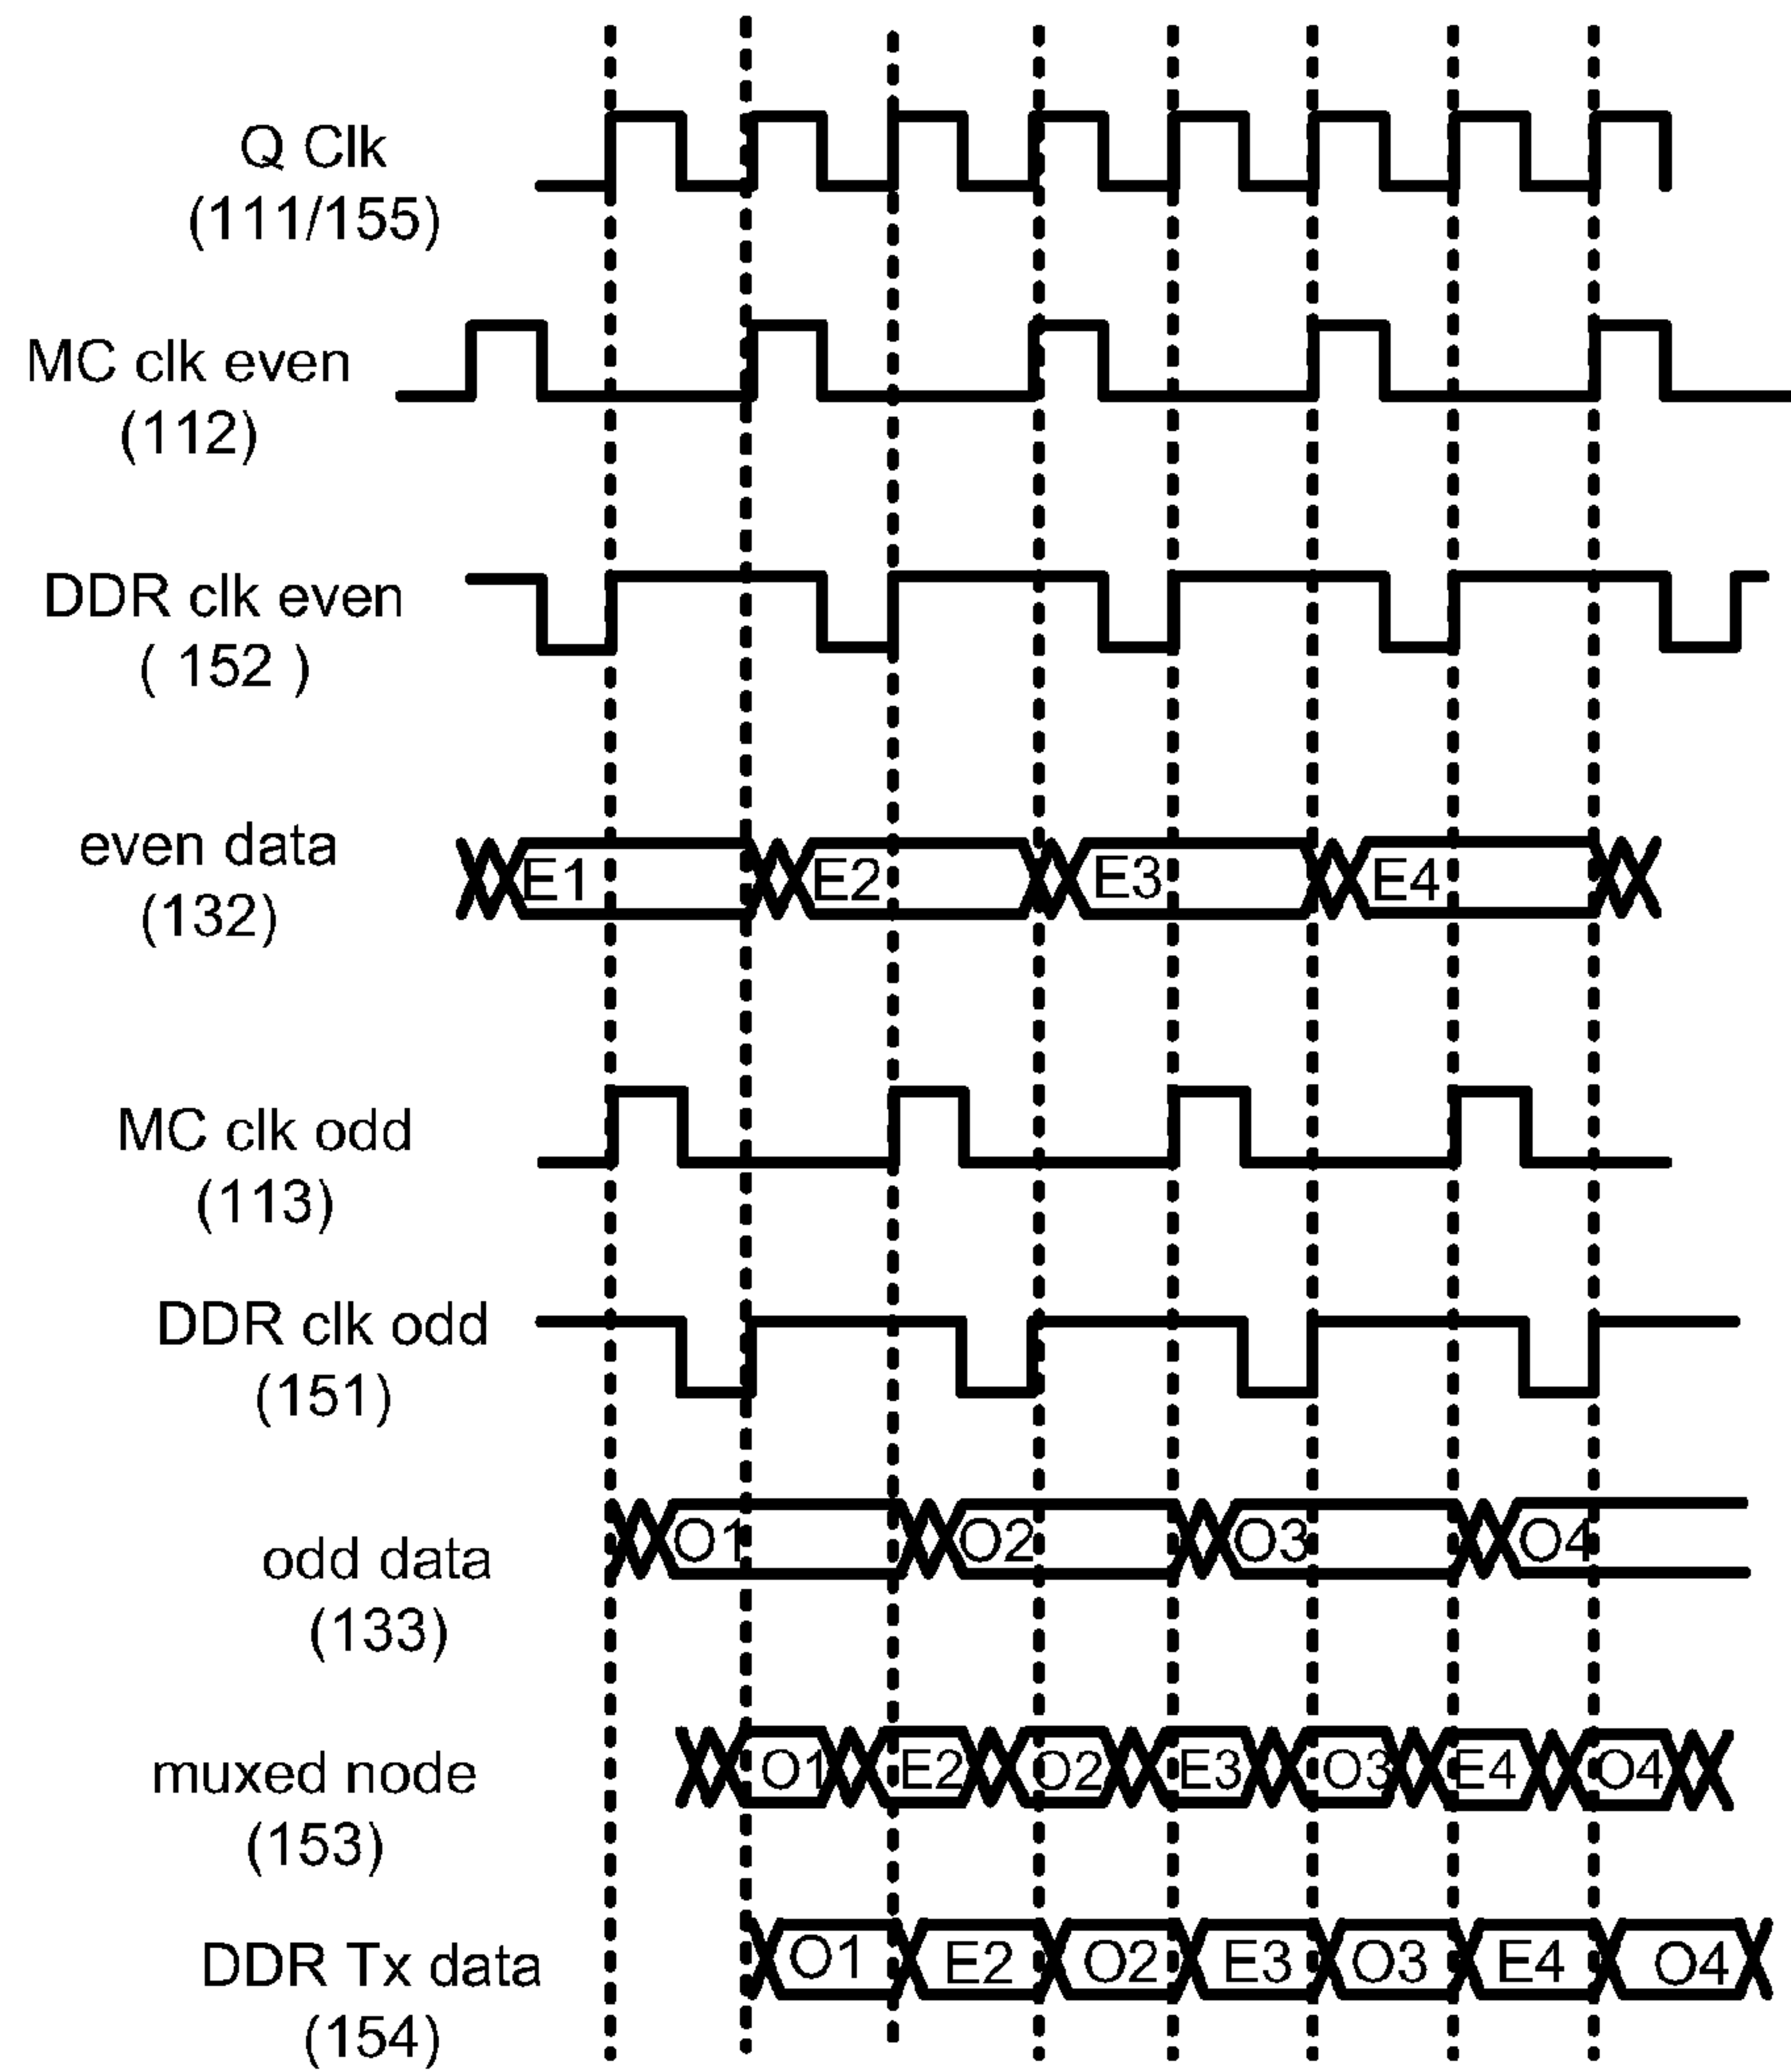 Q Clk
(111/155)
MC clk even
(112)
DDR clk even
( 152 )
even data
(132)
E1 E2 E3 E4
MC clk odd
(113)
DDR clk odd
(151)
odd data
(133)
O1 O2 O3 O4
muxed node
(153)
O1 E2 O2 E3 O3 E4 O4
DDR Tx data
(154)
O1 E2 O2 E3 O3 E4 O4